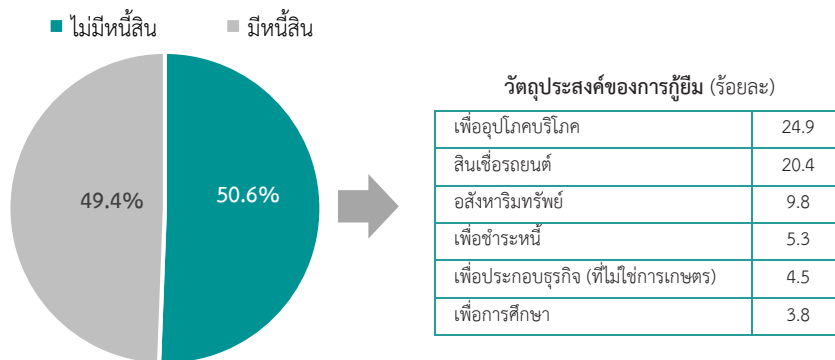 ไม่มีหนี้สิน มีหนี้สิน
49.4% 50.6%
วัตถุประสงค์ของการกู้ยืม (ร้อยละ)
เพื่ออุปโภคบริโภค 24.9
สินเชื่อรถยนต์ 20.4
อสังหาริมทรัพย์ 9.8
เพื่อชำระหนี้ 5.3
เพื่อประกอบธุรกิจ (ที่ไม่ใช่การเกษตร) 4.5
เพื่อการศึกษา 3.8